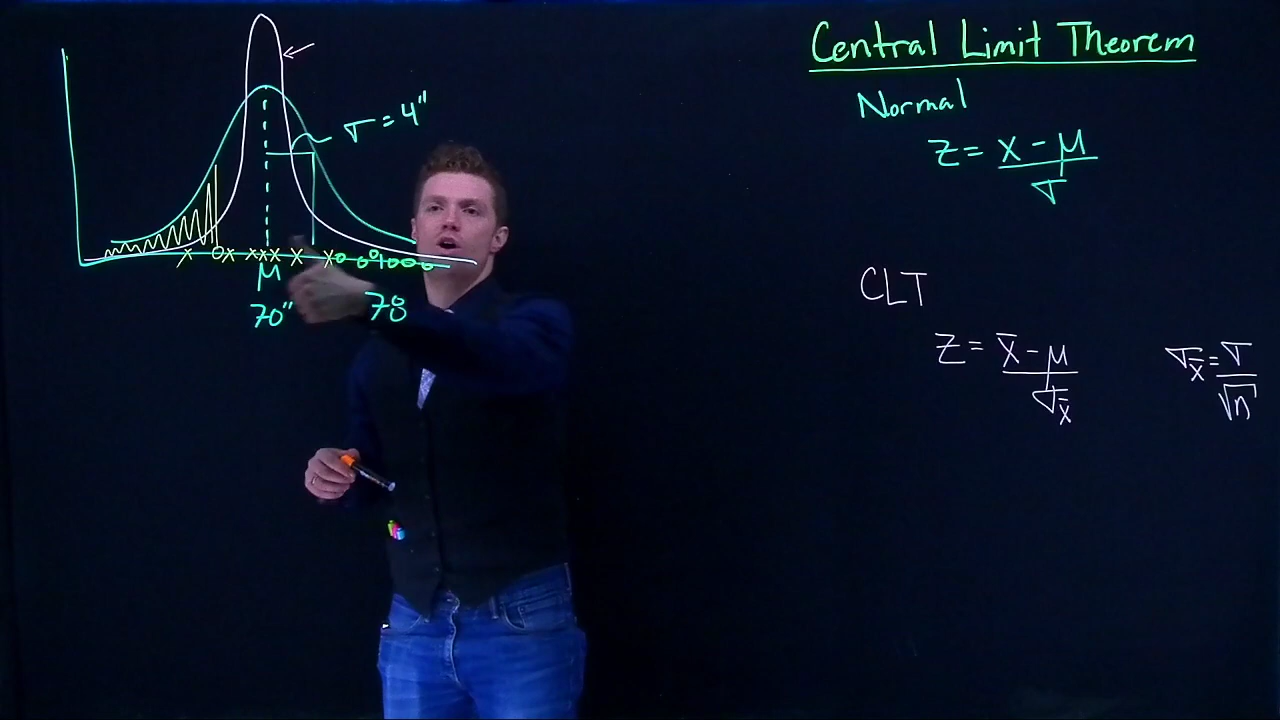 Central Limit Theorem
Normal
z = x - μ / σ
σ = 4"
μ
70"
78
CLT
z = x̄ - μ / σx̄
σx̄ = σ / √n